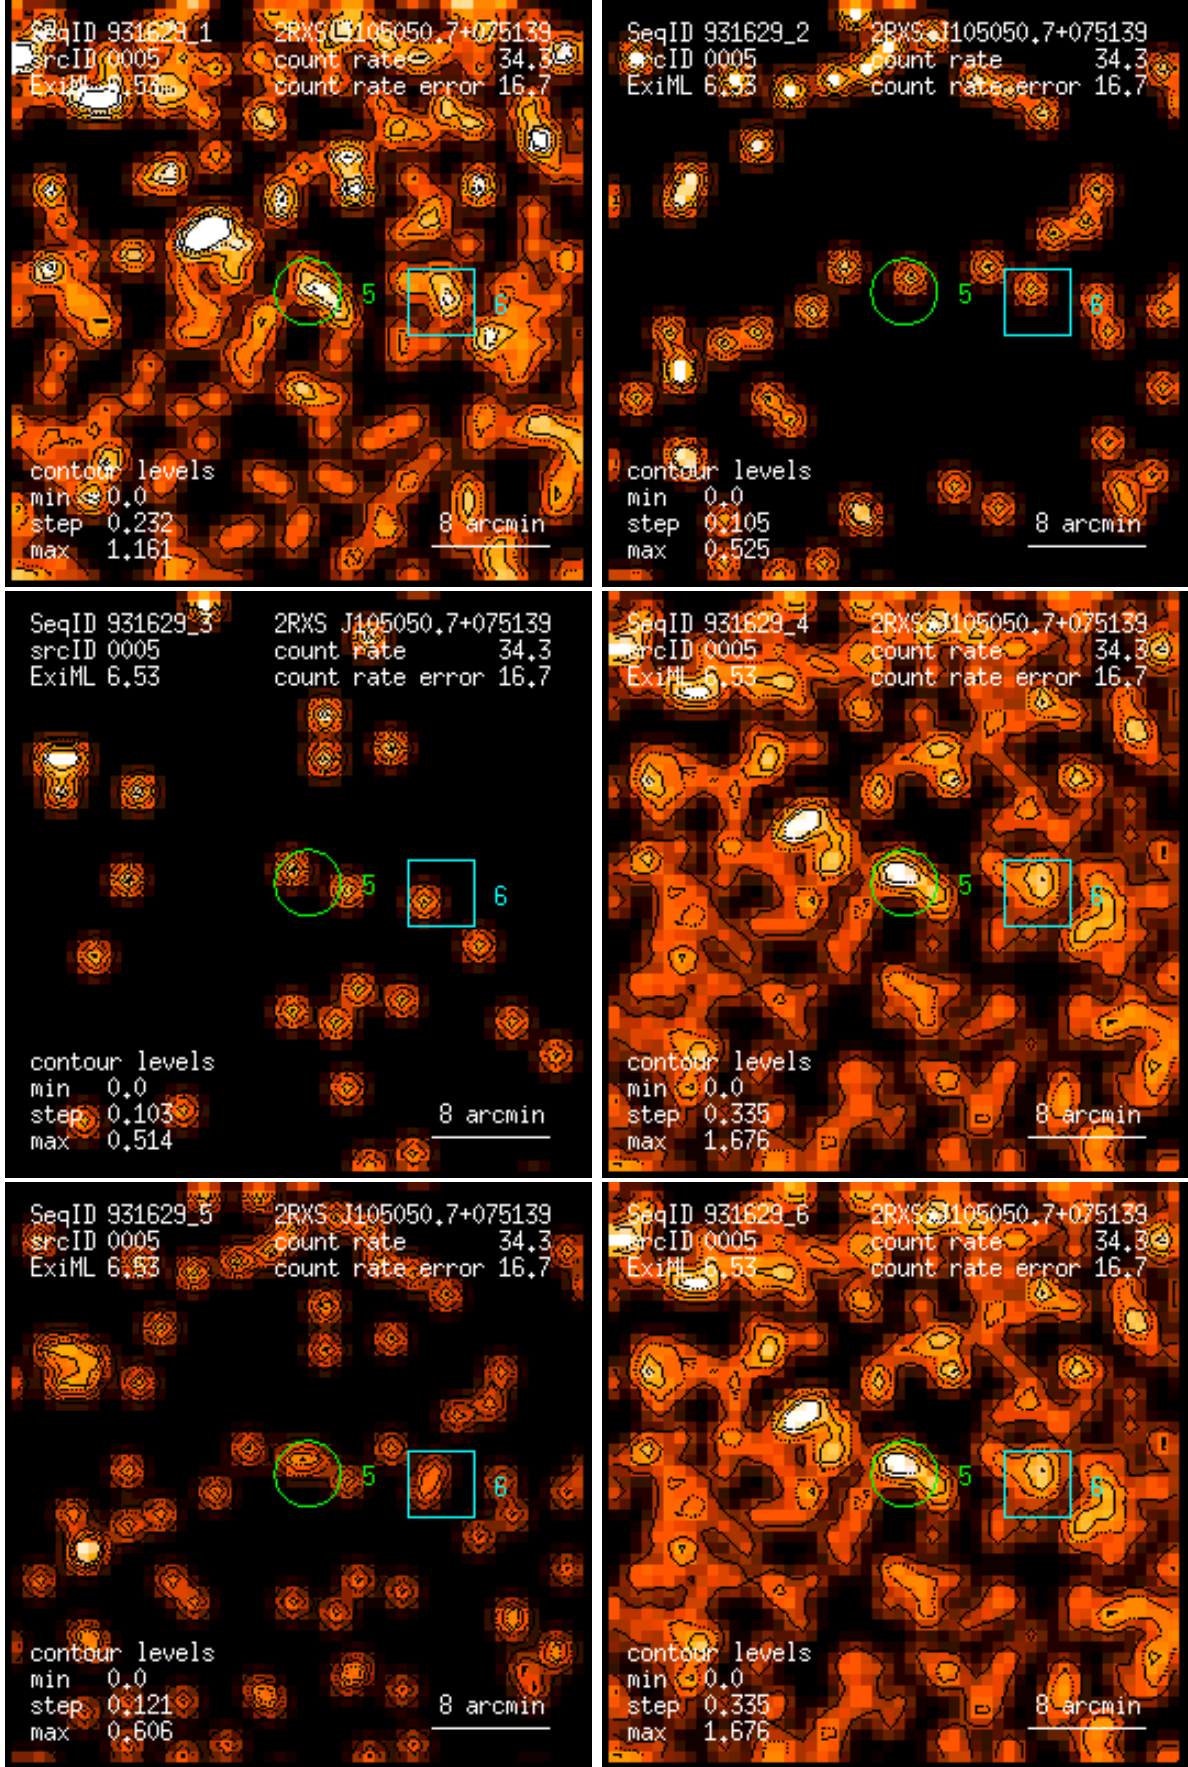 SeqID 931629_1 2RXS J105050.7+075139
srcID 0005 count rate 34.3
ExiML 6.53 count rate error 16.7
5
6
contour levels
min 0.0
step 0.232 8 arcmin
max 1.161
SeqID 931629_2 2RXS J105050.7+075139
srcID 0005 count rate 34.3
ExiML 6.53 count rate error 16.7
5
6
contour levels
min 0.0
step 0.105 8 arcmin
max 0.525
SeqID 931629_3 2RXS J105050.7+075139
srcID 0005 count rate 34.3
ExiML 6.53 count rate error 16.7
5
6
contour levels
min 0.0
step 0.103 8 arcmin
max 0.514
SeqID 931629_4 2RXS J105050.7+075139
srcID 0005 count rate 34.3
ExiML 6.53 count rate error 16.7
5
6
contour levels
min 0.0
step 0.335 8 arcmin
max 1.676
SeqID 931629_5 2RXS J105050.7+075139
srcID 0005 count rate 34.3
ExiML 6.53 count rate error 16.7
5
6
contour levels
min 0.0
step 0.121 8 arcmin
max 0.606
SeqID 931629_6 2RXS J105050.7+075139
srcID 0005 count rate 34.3
ExiML 6.53 count rate error 16.7
5
6
contour levels
min 0.0
step 0.335 8 arcmin
max 1.676